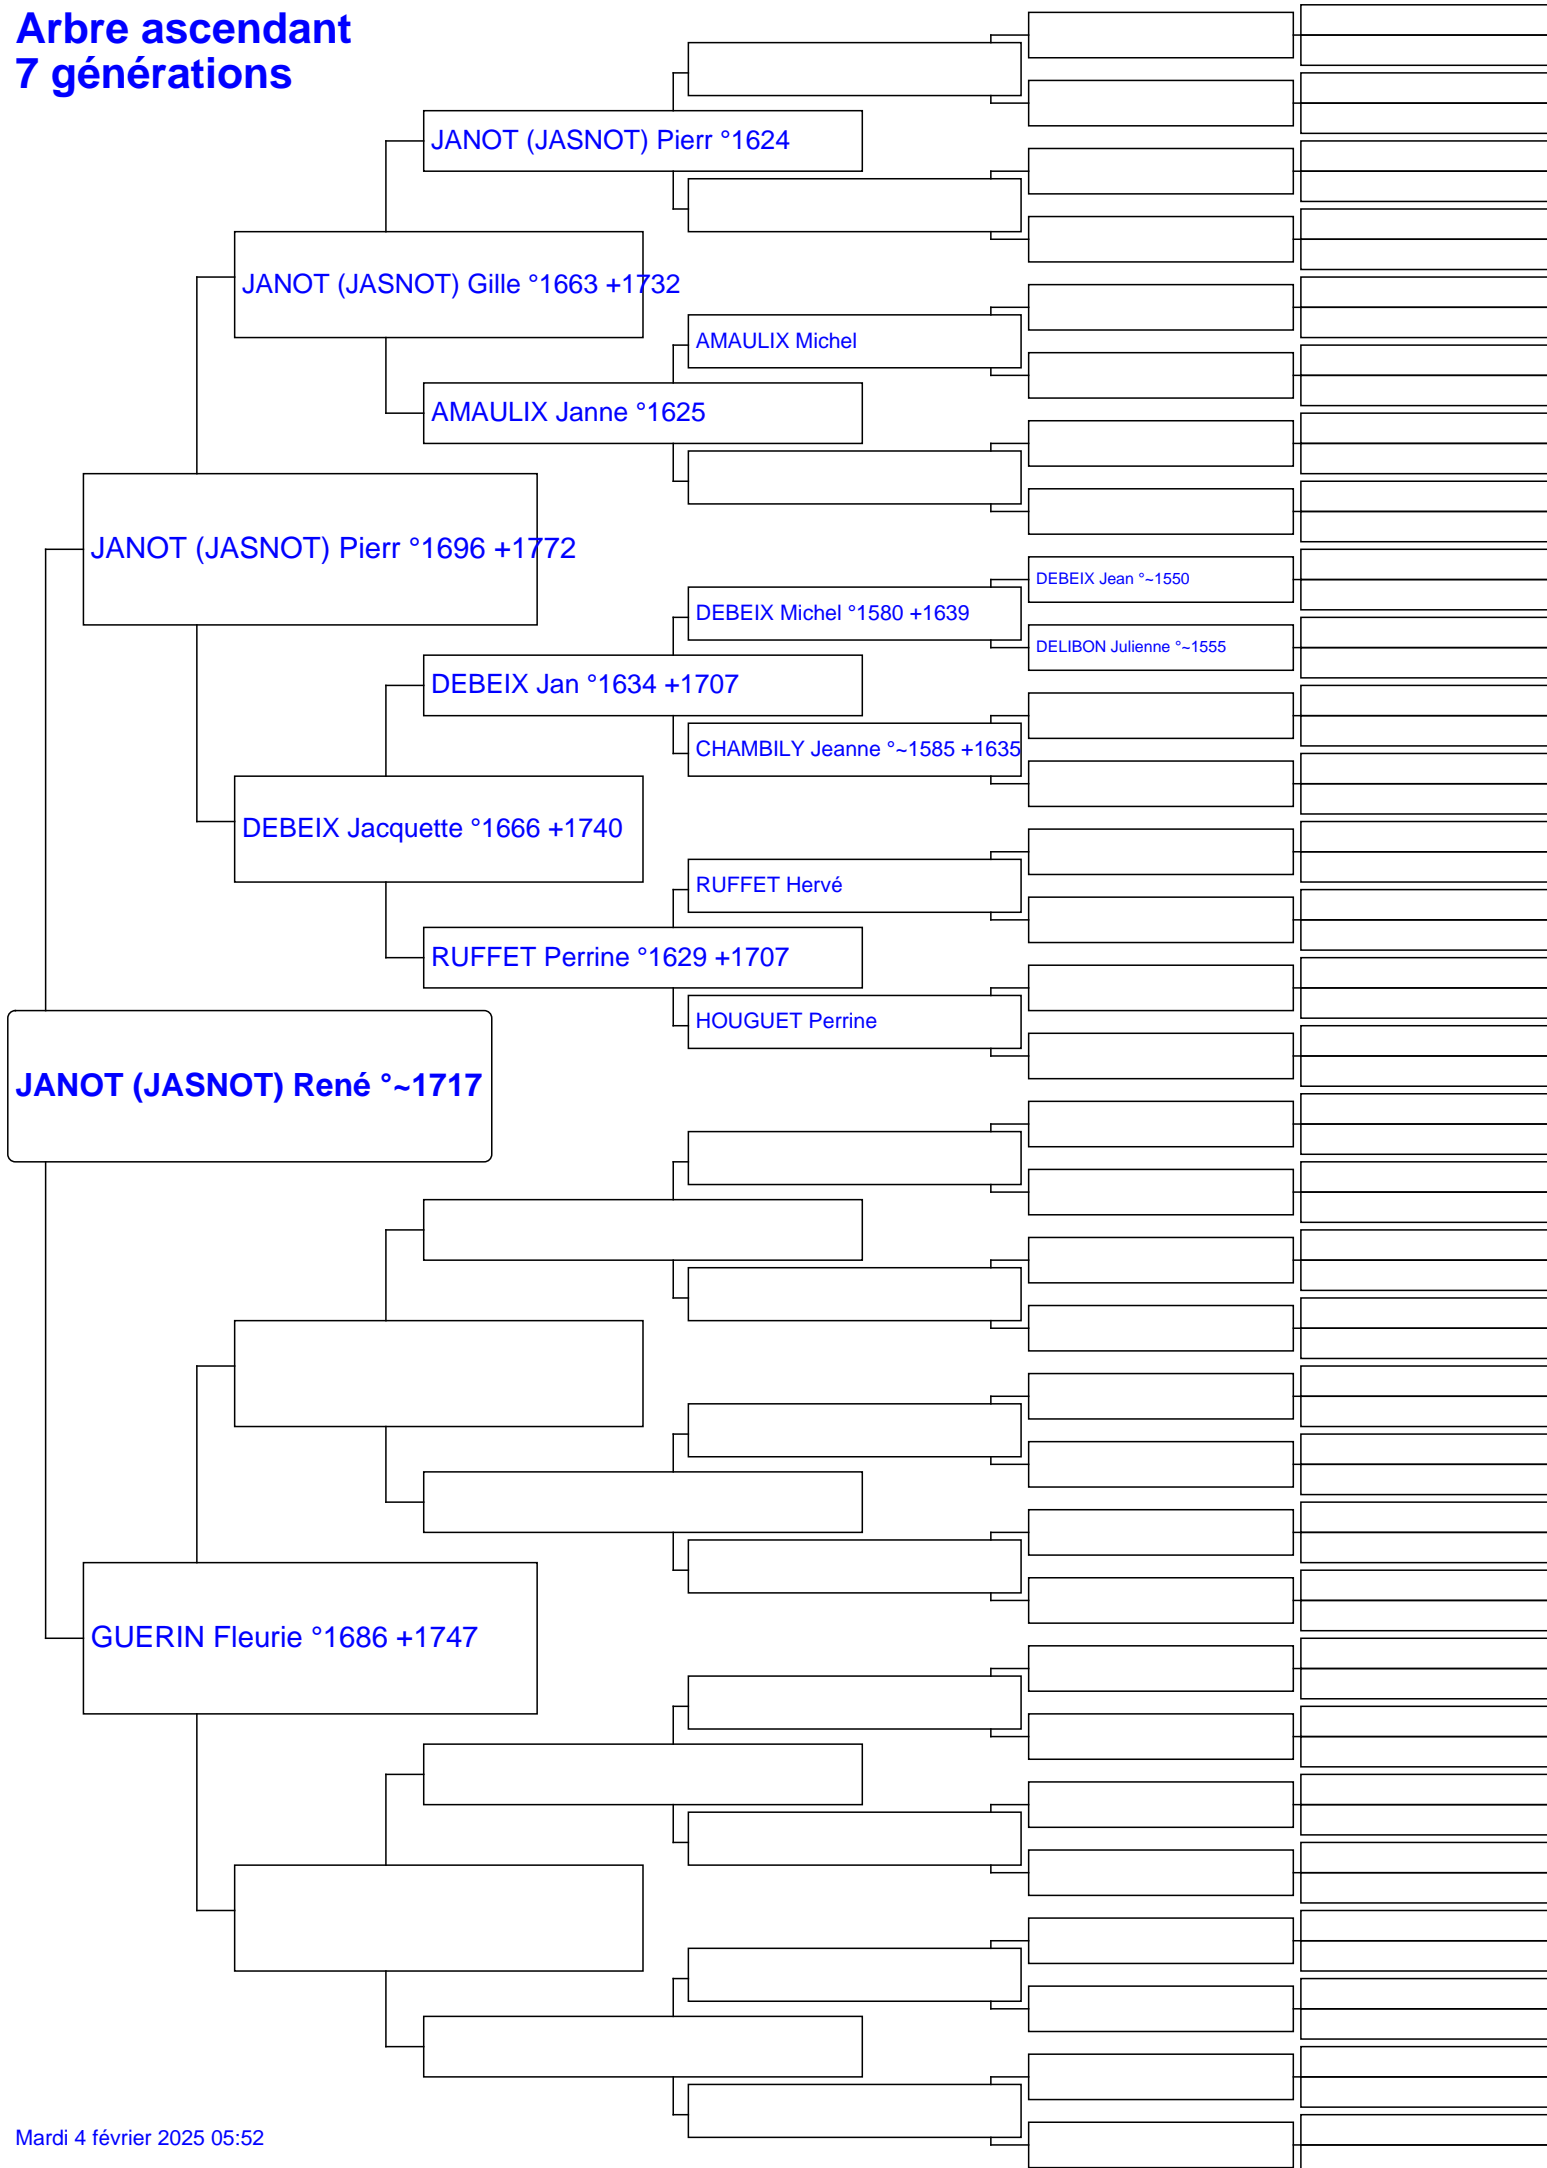 Arbre ascendant
7 générations
JANOT (JASNOT) Pierr °1624
JANOT (JASNOT) Gille °1663 +1732
AMAULIX Michel
AMAULIX Janne °1625
JANOT (JASNOT) Pierr °1696 +1772
DEBEIX Jean °~1550
DEBEIX Michel °1580 +1639
DELIBON Julienne °~1555
DEBEIX Jan °1634 +1707
CHAMBILY Jeanne °~1585 +1635
DEBEIX Jacquette °1666 +1740
RUFFET Hervé
RUFFET Perrine °1629 +1707
HOUGUET Perrine
JANOT (JASNOT) René °~1717
GUERIN Fleurie °1686 +1747
Mardi 4 février 2025 05:52